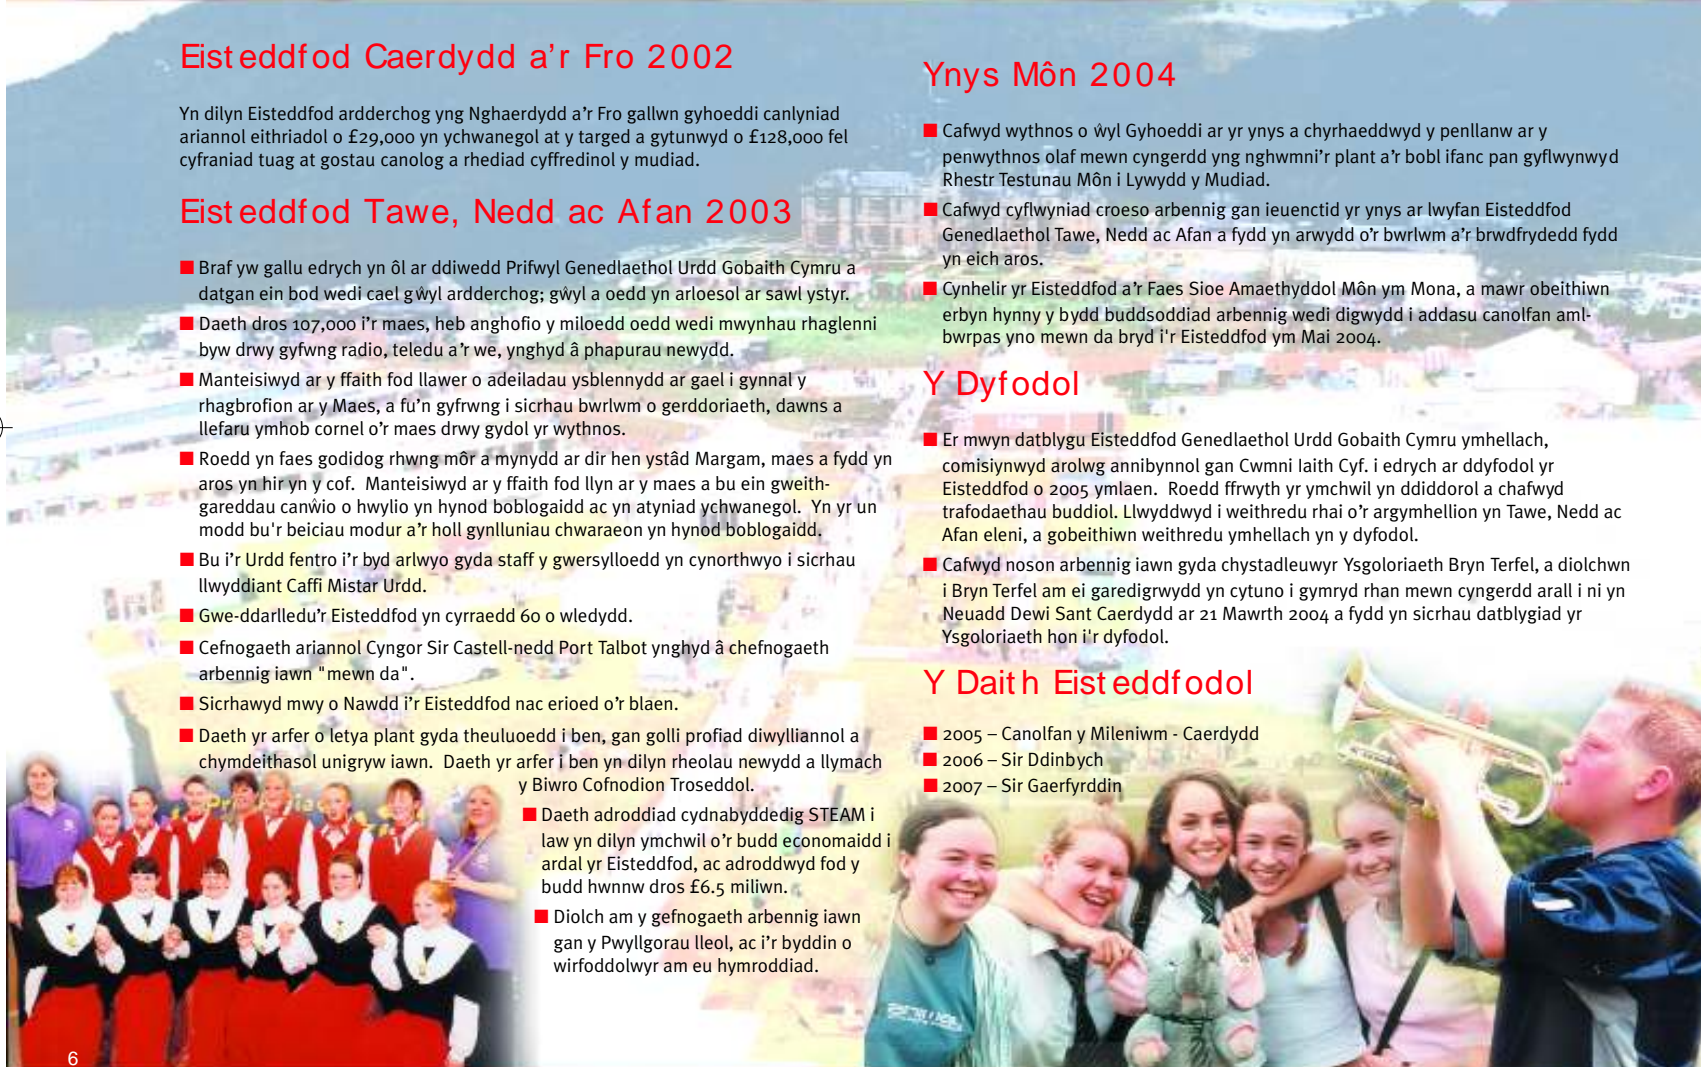 Eisteddfod Caerdydd a'r Fro 2002
Yn dilyn Eisteddfod ardderchog yng Nghaerdydd a'r Fro gallwn gyhoeddi canlyniad
ariannol eithriadol o £29,000 yn ychwanegol at y targed a gytunwyd o £128,000 fel
cyfraniad tuag at gostau canolog a rhediad cyffredinol y mudiad.
Eisteddfod Tawe, Nedd ac Afan 2003
■ Braf yw gallu edrych yn ôl ar ddiwedd Prifwyl Genedlaethol Urdd Gobaith Cymru a
datgan ein bod wedi cael gŵyl ardderchog; gŵyl a oedd yn arloesol ar sawl ystyr.
■ Daeth dros 107,000 i'r maes, heb anghofio y miloedd oedd wedi mwynhau rhaglenni
byw drwy gyfwng radio, teledu a'r we, ynghyd â phapurau newydd.
■ Manteisiwyd ar y ffaith fod llawer o adeiladau ysblennydd ar gael i gynnal y
rhagbrofion ar y Maes, a fu'n gyfrwng i sicrhau bwrlwm o gerddoriaeth, dawns a
llefaru ymhob cornel o'r maes drwy gydol yr wythnos.
■ Roedd yn faes godidog rhwng môr a mynydd ar dir hen ystâd Margam, maes a fydd yn
aros yn hir yn y cof. Manteisiwyd ar y ffaith fod llyn ar y maes a bu ein gweith-
gareddau canŵio o hwylio yn hynod boblogaidd ac yn atyniad ychwanegol. Yn yr un
modd bu'r beiciau modur a'r holl gynlluniau chwaraeon yn hynod boblogaidd.
■ Bu i'r Urdd fentro i'r byd arlwyo gyda staff y gwersylloedd yn cynorthwyo i sicrhau
llwyddiant Caffi Mistar Urdd.
■ Gwe-ddarlledu'r Eisteddfod yn cyrraedd 60 o wledydd.
■ Cefnogaeth ariannol Cyngor Sir Castell-nedd Port Talbot ynghyd â chefnogaeth
arbennig iawn "mewn da".
■ Sicrhawyd mwy o Nawdd i'r Eisteddfod nac erioed o'r blaen.
■ Daeth yr arfer o letya plant gyda theuluoedd i ben, gan golli profiad diwylliannol a
chymdeithasol unigryw iawn. Daeth yr arfer i ben yn dilyn rheolau newydd a llymach
y Biwro Cofnodion Troseddol.
■ Daeth adroddiad cydnabyddedig STEAM i
law yn dilyn ymchwil o'r budd economaidd i
ardal yr Eisteddfod, ac adroddwyd fod y
budd hwnnw dros £6.5 miliwn.
■ Diolch am y gefnogaeth arbennig iawn
gan y Pwyllgorau lleol, ac i'r byddin o
wirfoddolwyr am eu hymroddiad.
6
Ynys Môn 2004
■ Cafwyd wythnos o ŵyl Gyhoeddi ar yr ynys a chyrhaeddwyd y penllanw ar y
penwythnos olaf mewn cyngerdd yng nghwmni'r plant a'r bobl ifanc pan gyflwynwyd
Rhestr Testunau Môn i Lywydd y Mudiad.
■ Cafwyd cyflwyniad croeso arbennig gan ieuenctid yr ynys ar lwyfan Eisteddfod
Genedlaethol Tawe, Nedd ac Afan a fydd yn arwydd o'r bwrlwm a'r brwdfrydedd fydd
yn eich aros.
■ Cynhelir yr Eisteddfod a'r Faes Sioe Amaethyddol Môn ym Mona, a mawr obeithiwn
erbyn hynny y bydd buddsoddiad arbennig wedi digwydd i addasu canolfan aml-
bwrpas yno mewn da bryd i'r Eisteddfod ym Mai 2004.
Y Dyfodol
■ Er mwyn datblygu Eisteddfod Genedlaethol Urdd Gobaith Cymru ymhellach,
comisiynwyd arolwg annibynnol gan Cwmni Iaith Cyf. i edrych ar ddyfodol yr
Eisteddfod o 2005 ymlaen. Roedd ffrwyth yr ymchwil yn ddiddorol a chafwyd
trafodaethau buddiol. Llwyddwyd i weithredu rhai o'r argymhellion yn Tawe, Nedd ac
Afan eleni, a gobeithiwn weithredu ymhellach yn y dyfodol.
■ Cafwyd noson arbennig iawn gyda chystadleuwyr Ysgoloriaeth Bryn Terfel, a diolchwn
i Bryn Terfel am ei garedigrwydd yn cytuno i gymryd rhan mewn cyngerdd arall i ni yn
Neuadd Dewi Sant Caerdydd ar 21 Mawrth 2004 a fydd yn sicrhau datblygiad yr
Ysgoloriaeth hon i'r dyfodol.
Y Daith Eisteddfodol
■ 2005 – Canolfan y Mileniwm - Caerdydd
■ 2006 – Sir Ddinbych
■ 2007 – Sir Gaerfyrddin